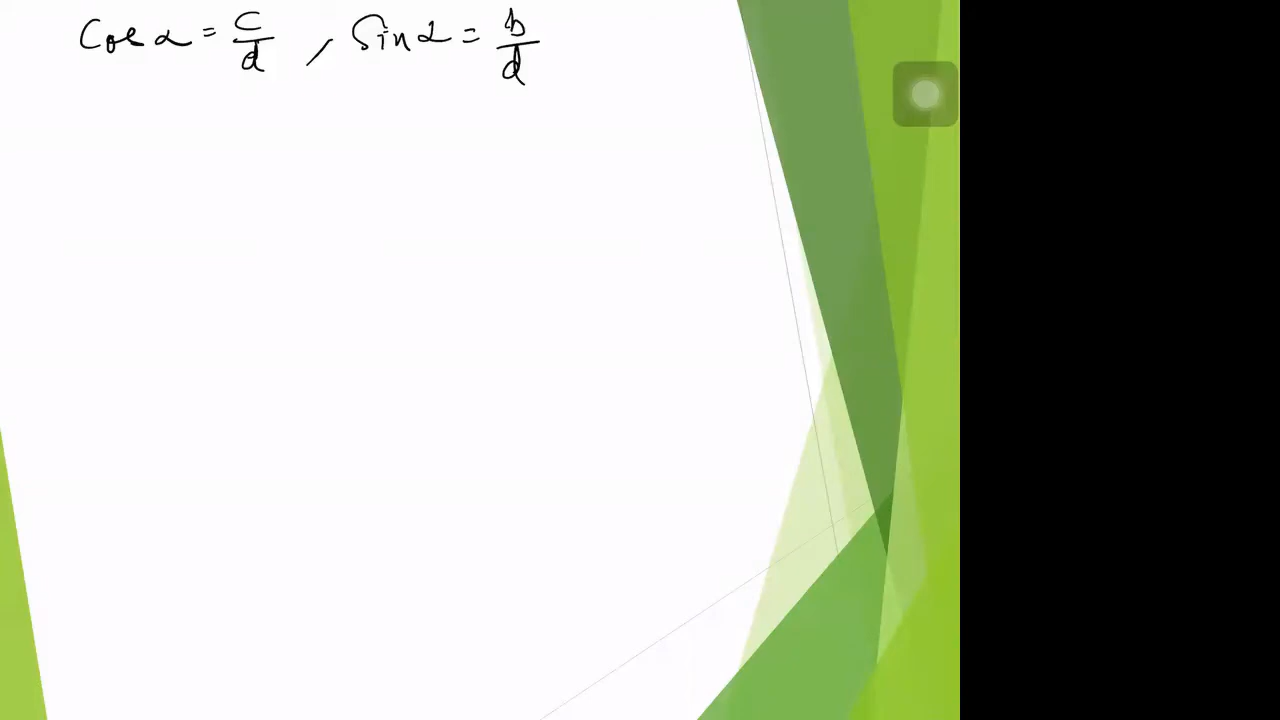 Cos α = c/d , Sin α = b/d